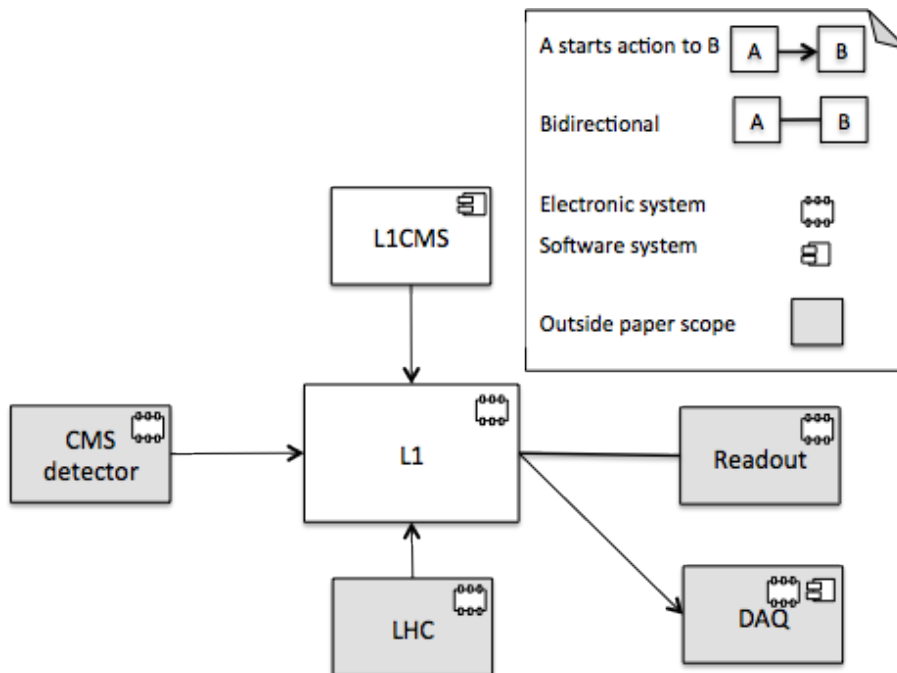 A starts action to B
A
B
Bidirectional
A
B
Electronic system
Software system
Outside paper scope
L1CMS
CMS
detector
L1
Readout
LHC
DAQ